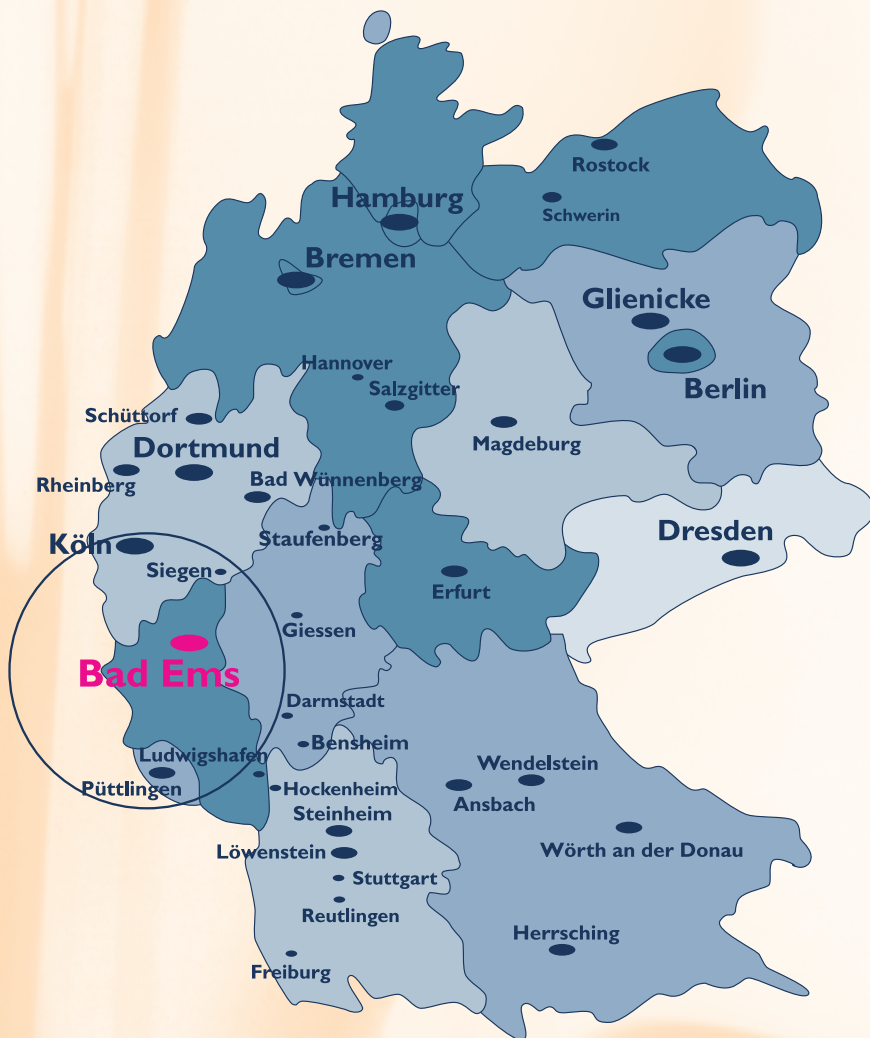 Rostock
Hamburg
Schwerin
Bremen
Glienicke
Hannover
Salzgitter
Berlin
Schüttorf
Dortmund
Magdeburg
Rheinberg
Bad Wünnenberg
Dresden
Köln
Staufenberg
Siegen
Erfurt
Giessen
Bad Ems
Darmstadt
Bensheim
Ludwigshafen
Wendelstein
Püttlingen
Hockenheim
Ansbach
Steinheim
Löwenstein
Wörth an der Donau
Stuttgart
Reutlingen
Herrsching
Freiburg